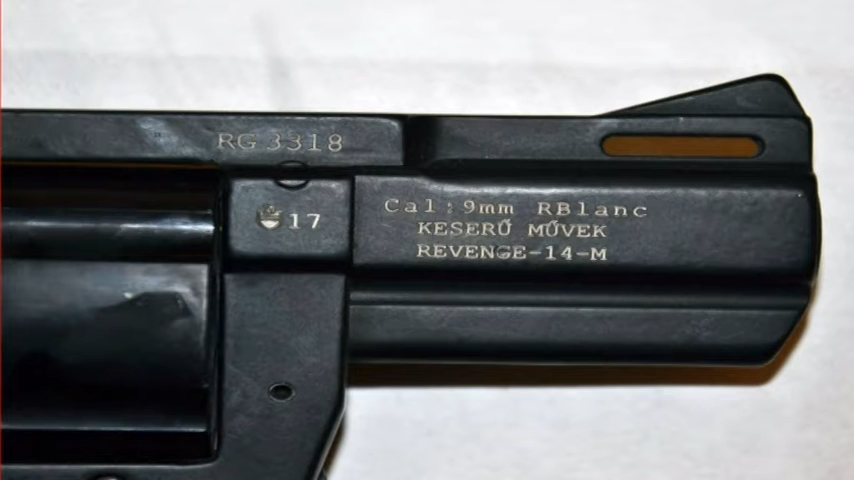 RG 3318
17
Cal:9mm RBlanc
KESERŰ MŰVEK
REVENGE-14-M